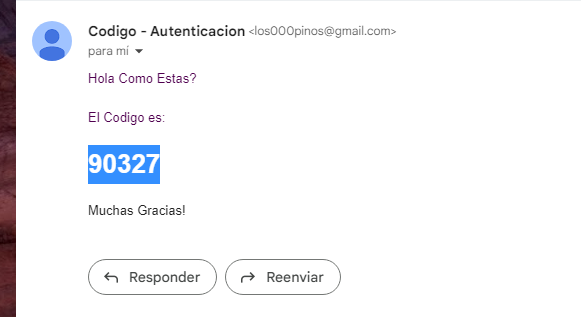 Codigo - Autenticacion <los000pinos@gmail.com>
para mí
Hola Como Estas?
El Codigo es:
90327
Muchas Gracias!
Responder Reenviar